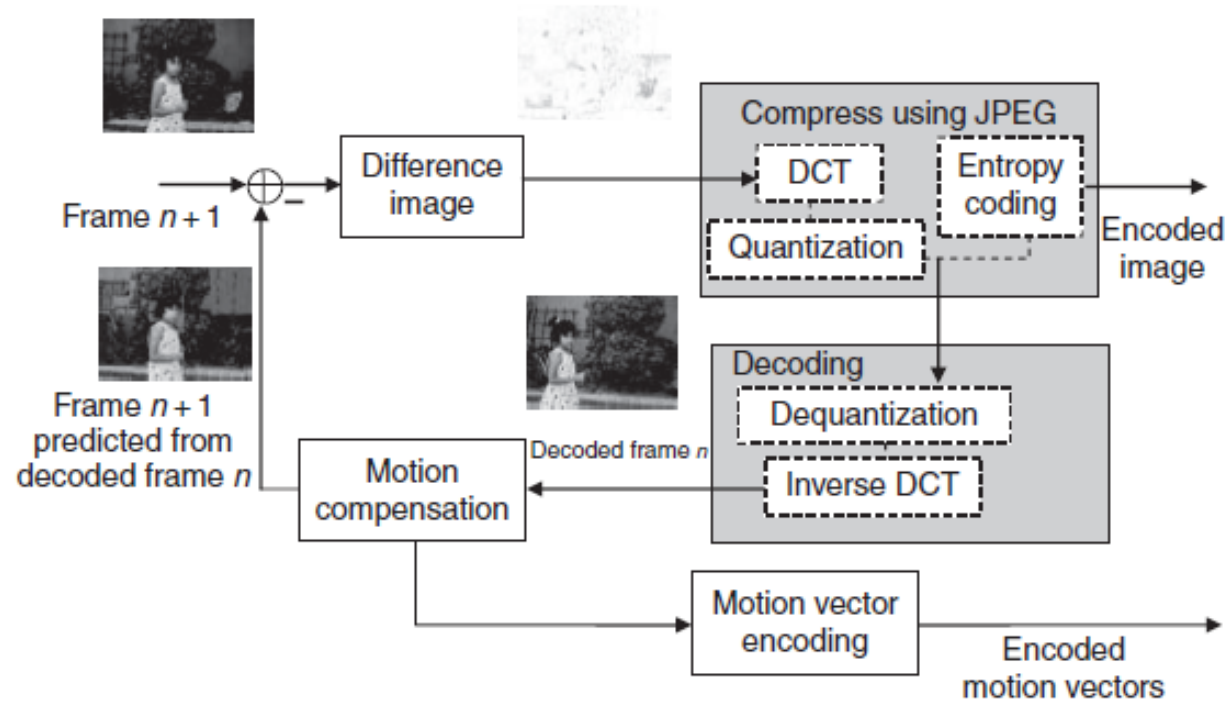 Compress using JPEG
Difference
image
DCT
Entropy
coding
Quantization
Frame n + 1
−
Encoded
image
Decoding
Dequantization
Inverse DCT
Frame n + 1
predicted from
decoded frame n
Decoded frame n
Motion
compensation
Motion vector
encoding
Encoded
motion vectors